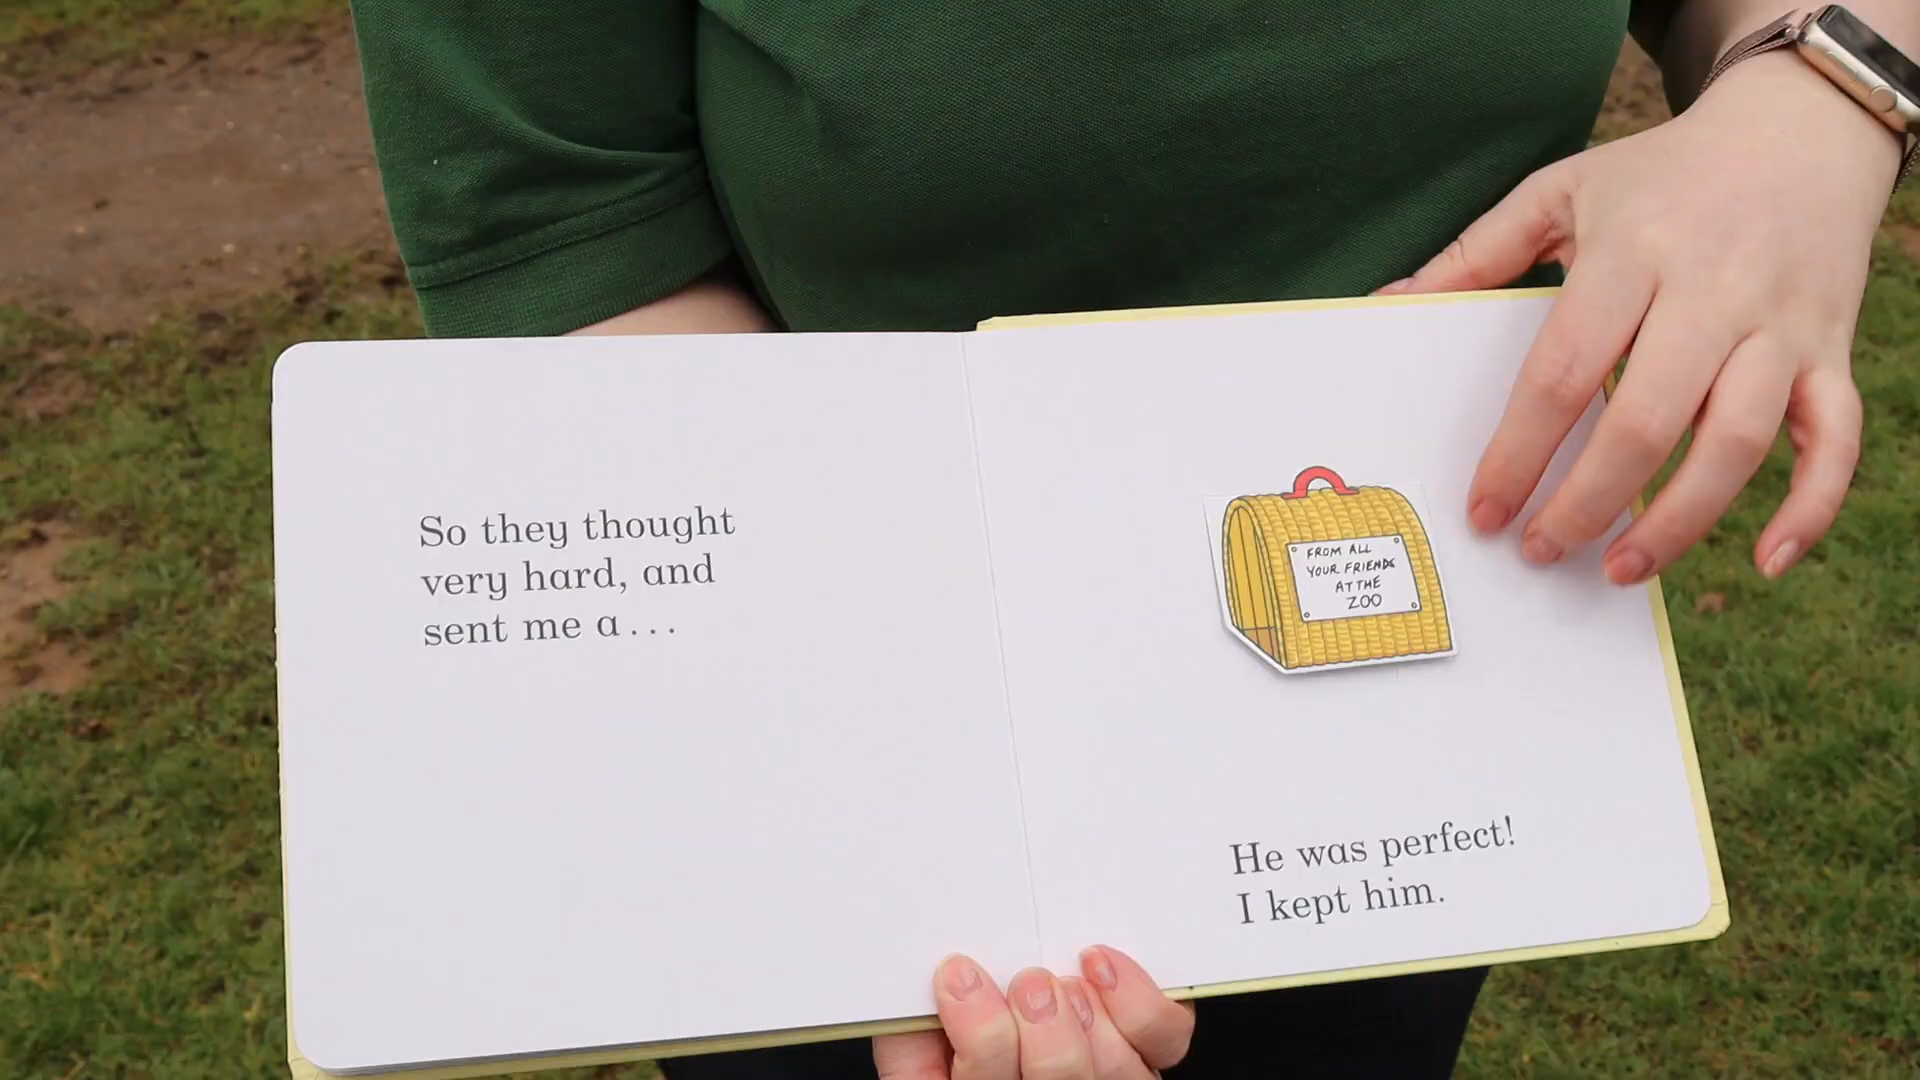 So they thought
very hard, and
sent me a...
FROM ALL
YOUR FRIENDS
AT THE
ZOO
He was perfect!
I kept him.